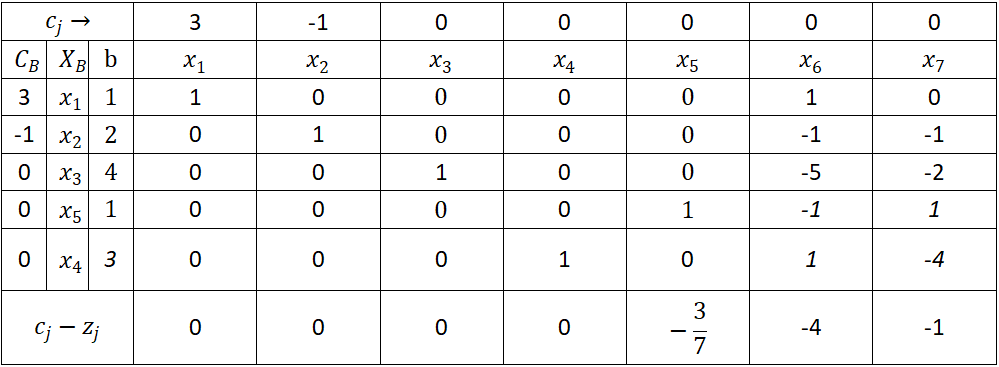 c_j → 3 -1 0 0 0 0 0
C_B X_B b x_1 x_2 x_3 x_4 x_5 x_6 x_7
3 x_1 1 1 0 0 0 0 1 0
-1 x_2 2 0 1 0 0 0 -1 -1
0 x_3 4 0 0 1 0 0 -5 -2
0 x_5 1 0 0 0 0 1 -1 1
0 x_4 3 0 0 0 1 0 1 -4
c_j − z_j 0 0 0 0 −3/7 -4 -1